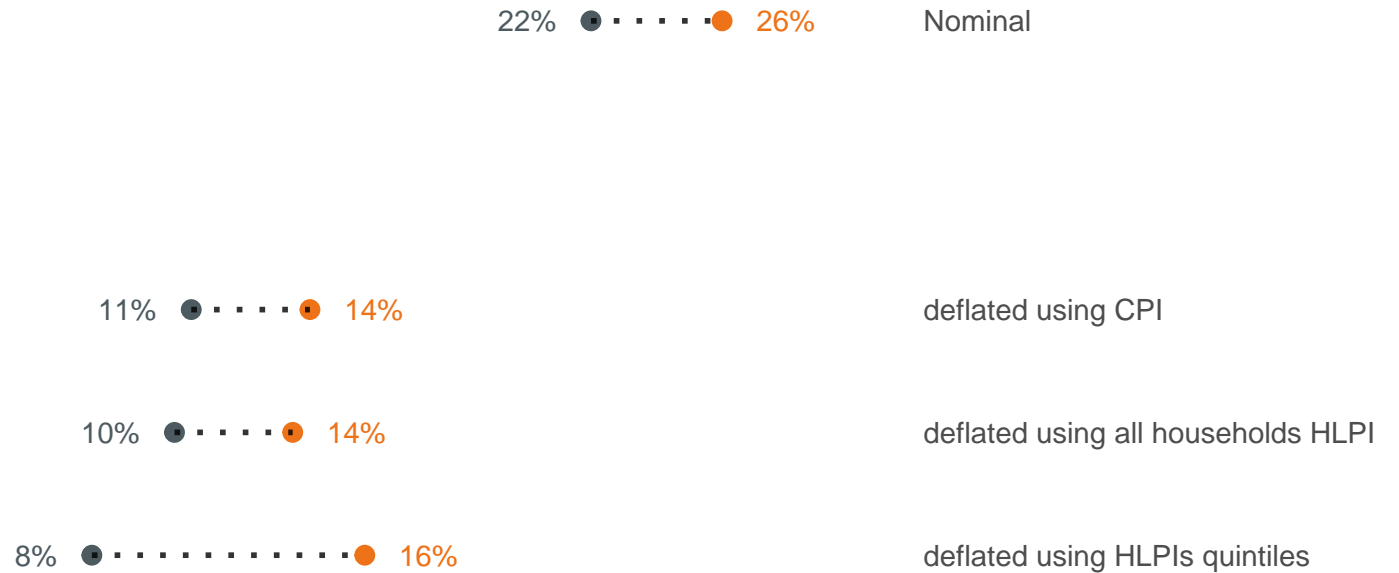 22% 26% Nominal
11% 14% deflated using CPI
10% 14% deflated using all households HLPI
8% 16% deflated using HLPIs quintiles